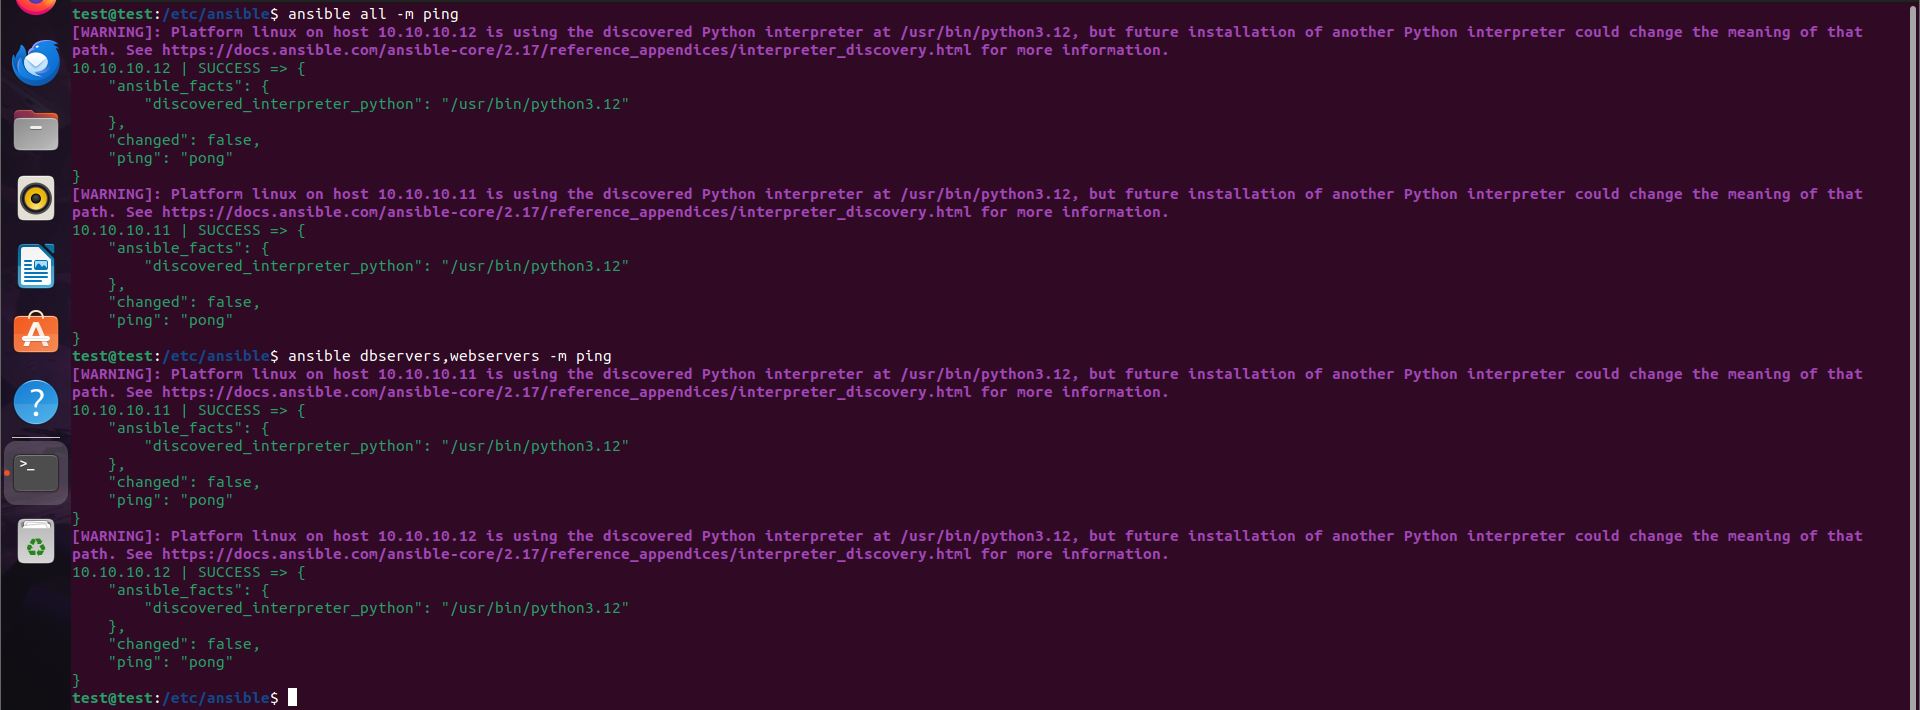 test@test:/etc/ansible$ ansible all -m ping
[WARNING]: Platform linux on host 10.10.10.12 is using the discovered Python interpreter at /usr/bin/python3.12, but future installation of another Python interpreter could change the meaning of that
path. See https://docs.ansible.com/ansible-core/2.17/reference_appendices/interpreter_discovery.html for more information.
10.10.10.12 | SUCCESS => {
    "ansible_facts": {
        "discovered_interpreter_python": "/usr/bin/python3.12"
    },
    "changed": false,
    "ping": "pong"
}
[WARNING]: Platform linux on host 10.10.10.11 is using the discovered Python interpreter at /usr/bin/python3.12, but future installation of another Python interpreter could change the meaning of that
path. See https://docs.ansible.com/ansible-core/2.17/reference_appendices/interpreter_discovery.html for more information.
10.10.10.11 | SUCCESS => {
    "ansible_facts": {
        "discovered_interpreter_python": "/usr/bin/python3.12"
    },
    "changed": false,
    "ping": "pong"
}
test@test:/etc/ansible$ ansible dbservers,webservers -m ping
[WARNING]: Platform linux on host 10.10.10.11 is using the discovered Python interpreter at /usr/bin/python3.12, but future installation of another Python interpreter could change the meaning of that
path. See https://docs.ansible.com/ansible-core/2.17/reference_appendices/interpreter_discovery.html for more information.
10.10.10.11 | SUCCESS => {
    "ansible_facts": {
        "discovered_interpreter_python": "/usr/bin/python3.12"
    },
    "changed": false,
    "ping": "pong"
}
[WARNING]: Platform linux on host 10.10.10.12 is using the discovered Python interpreter at /usr/bin/python3.12, but future installation of another Python interpreter could change the meaning of that
path. See https://docs.ansible.com/ansible-core/2.17/reference_appendices/interpreter_discovery.html for more information.
10.10.10.12 | SUCCESS => {
    "ansible_facts": {
        "discovered_interpreter_python": "/usr/bin/python3.12"
    },
    "changed": false,
    "ping": "pong"
}
test@test:/etc/ansible$